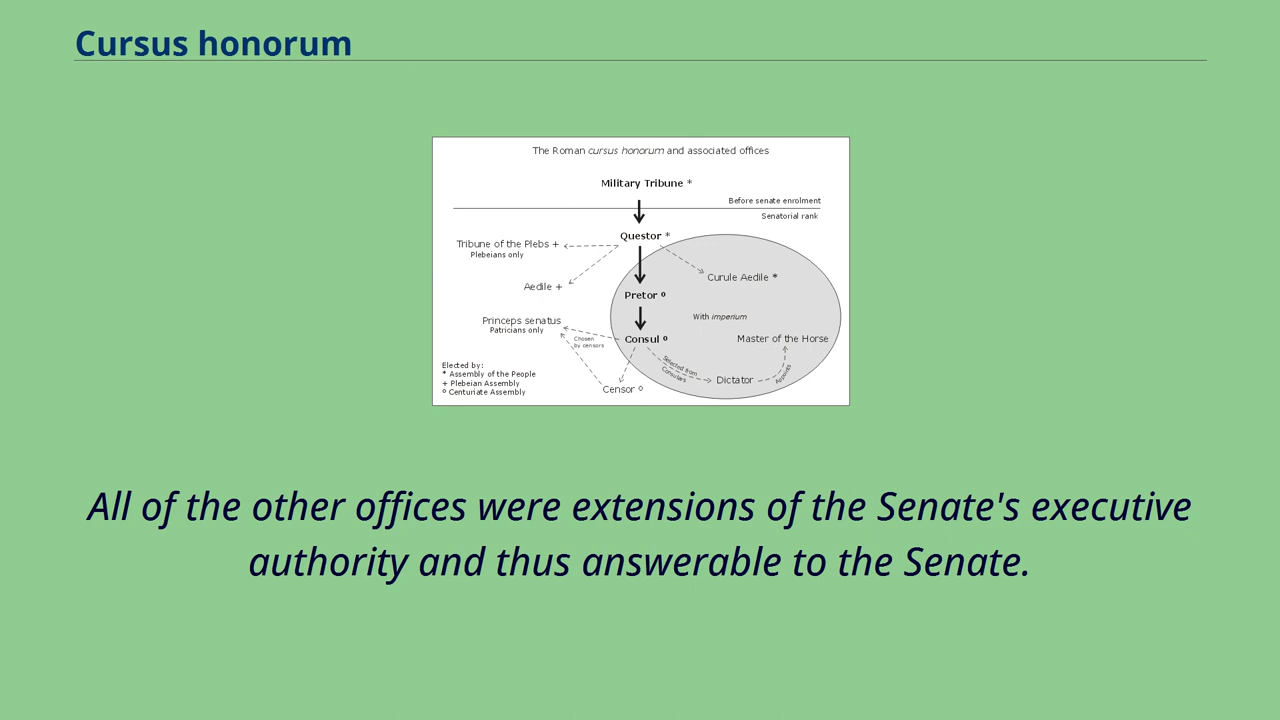 Cursus honorum
The Roman cursus honorum and associated offices
Military Tribune *
Before senate enrolment
Senatorial rank
Questor *
Tribune of the Plebs +
Plebeians only
Curule Aedile *
Aedile +
Pretor º
With imperium
Princeps senatus
Patricians only
Chosen
by censors
Consul º
Master of the Horse
Selected from
Consulars
Appoints
Dictator
Censor º
Elected by:
* Assembly of the People
+ Plebeian Assembly
º Centuriate Assembly
All of the other offices were extensions of the Senate's executive
authority and thus answerable to the Senate.